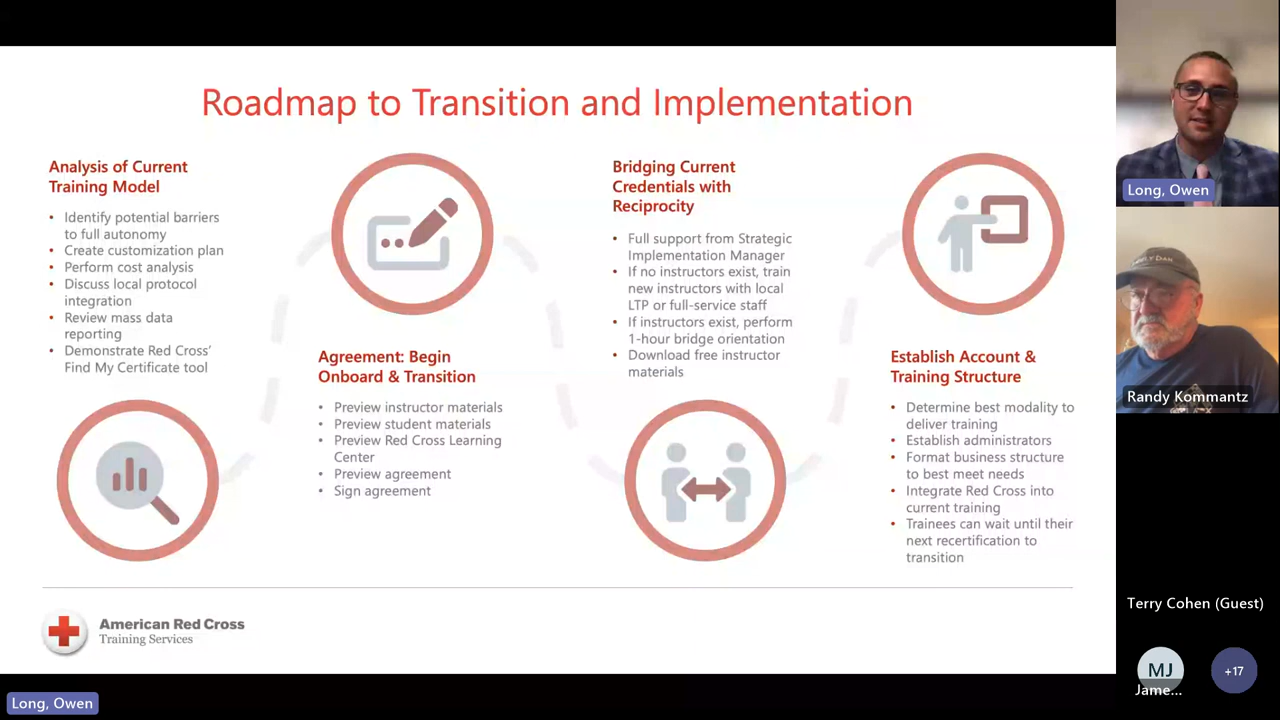 Roadmap to Transition and Implementation
Analysis of Current
Training Model
• Identify potential barriers
to full autonomy
• Create customization plan
• Perform cost analysis
• Discuss local protocol
integration
• Review mass data
reporting
• Demonstrate Red Cross’
Find My Certificate tool
Agreement: Begin
Onboard & Transition
• Preview instructor materials
• Preview student materials
• Preview Red Cross Learning
Center
• Preview agreement
• Sign agreement
Bridging Current
Credentials with
Reciprocity
• Full support from Strategic
Implementation Manager
• If no instructors exist, train
new instructors with local
LTP or full-service staff
• If instructors exist, perform
1-hour bridge orientation
• Download free instructor
materials
Establish Account &
Training Structure
• Determine best modality to
deliver training
• Establish administrators
• Format business structure
to best meet needs
• Integrate Red Cross into
current training
• Trainees can wait until their
next recertification to
transition
American Red Cross
Training Services
Long, Owen
Long, Owen
Randy Kommantz
Terry Cohen (Guest)
MJ
Jame...
+17